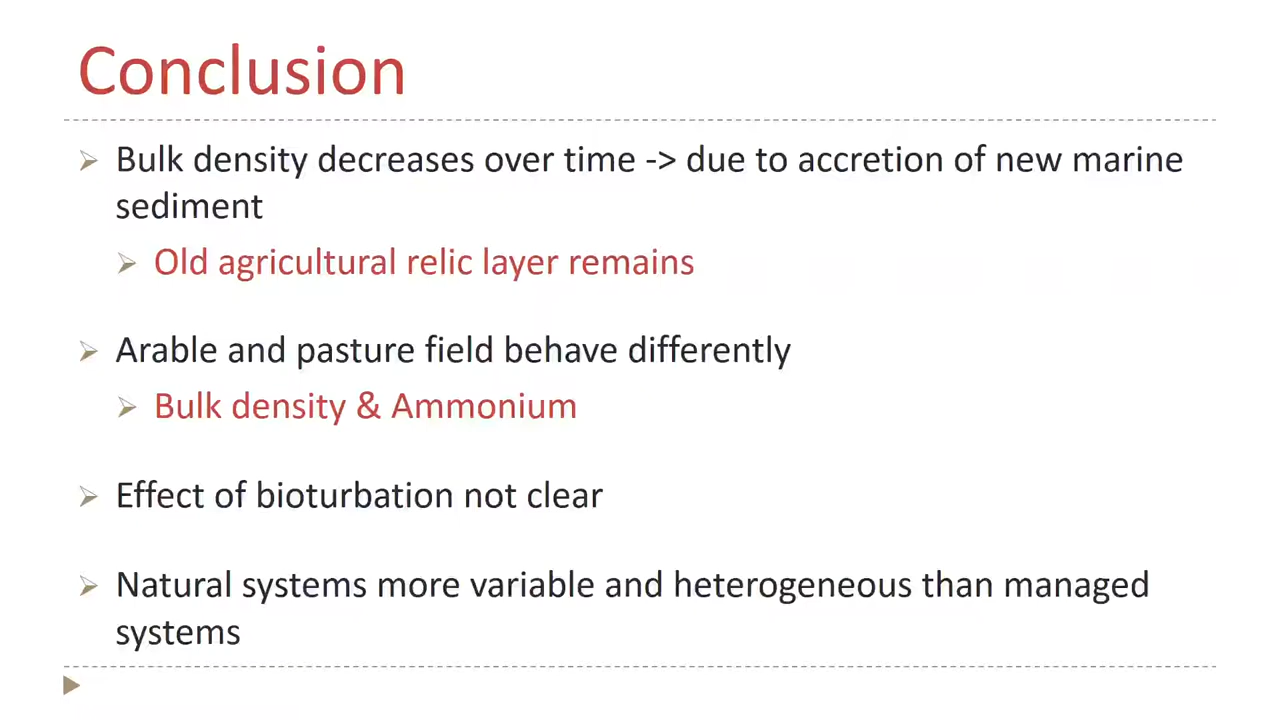 Conclusion
Bulk density decreases over time -> due to accretion of new marine
sediment
Old agricultural relic layer remains
Arable and pasture field behave differently
Bulk density & Ammonium
Effect of bioturbation not clear
Natural systems more variable and heterogeneous than managed
systems